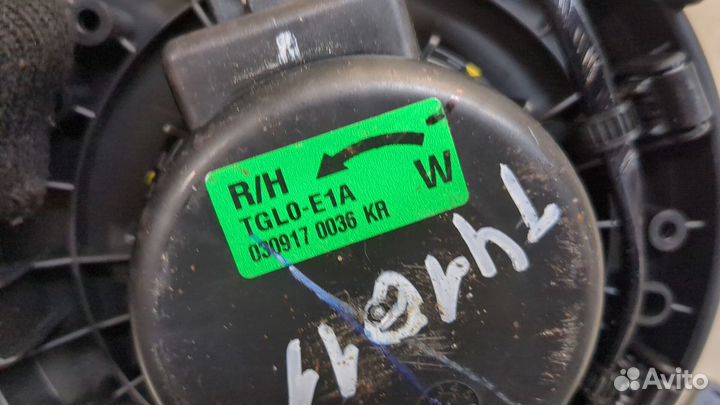 R/H
W
TGL0-E1A
030917 0036 KR
Avito